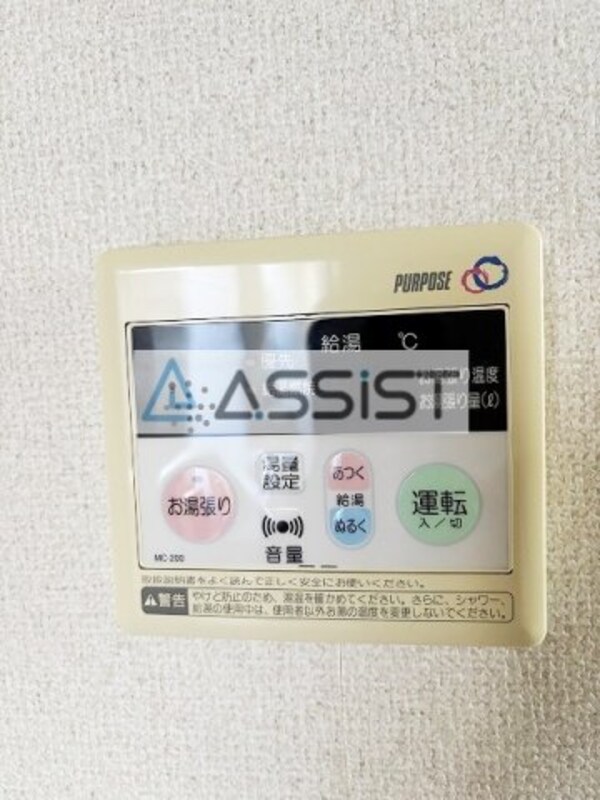 PURPOSE
給湯 ℃
優先
お湯張り温度
お湯張り量(ℓ)
ASSIST
お湯張り
湯量
設定
音量
あつく
給湯
ぬるく
運転
入/切
MC-200
取扱説明書をよく読んで正しく安全にお使いください。
警告
やけど防止のため、湯温を確かめてください。さらに、シャワー、
給湯の使用中は、使用者以外お湯の温度を変更しないでください。